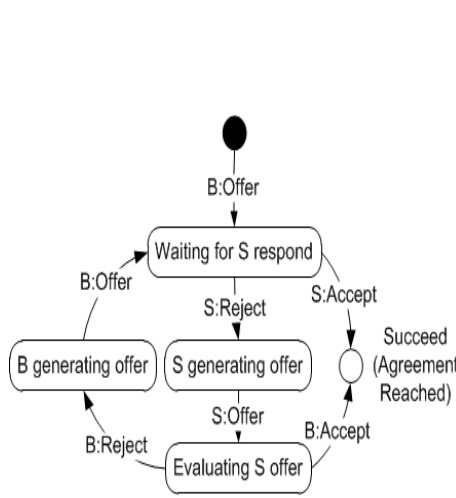 B:Offer
Waiting for S respond
B:Offer
S:Reject
S:Accept
B generating offer
S generating offer
Succeed
(Agreement
Reached)
S:Offer
B:Reject
B:Accept
Evaluating S offer